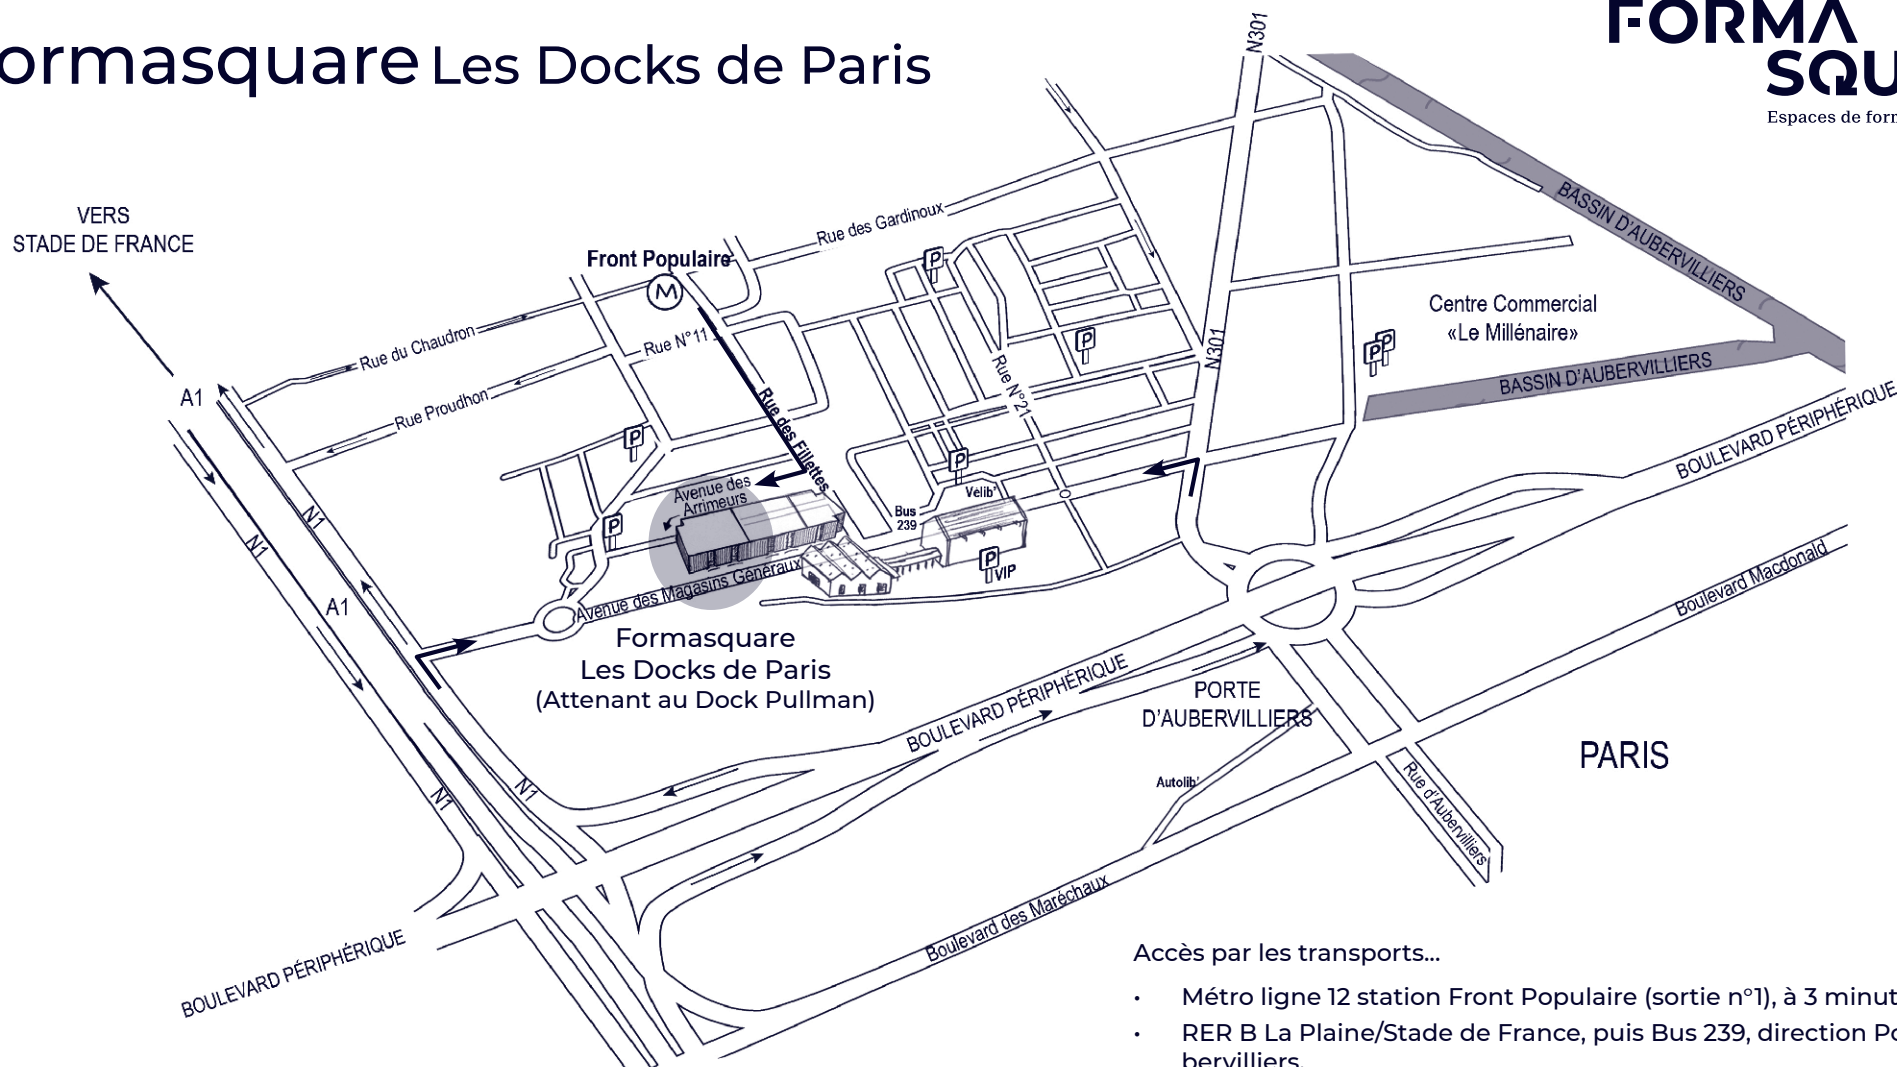 ormasquare Les Docks de Paris
FORMA
SQU
Espaces de forr
N301
VERS
STADE DE FRANCE
Front Populaire
M
Rue des Gardinoux
BASSIN D'AUBERVILLIERS
Centre Commercial
«Le Millénaire»
Rue du Chaudron
Rue N°11
P
P
P
P
N301
BASSIN D'AUBERVILLIERS
A1
Rue Proudhon
Rue des Fillettes
Rue N°21
BOULEVARD PÉRIPHÉRIQUE
P
P
Avenue des
Arrimeurs
Velib'
Bus
239
P
N1
N1
P
VIP
Avenue des Magasins Généraux
A1
Boulevard Macdonald
Formasquare
Les Docks de Paris
(Attenant au Dock Pullman)
BOULEVARD PÉRIPHÉRIQUE
PORTE
D'AUBERVILLIERS
PARIS
Autolib'
N1
N1
Rue d'Aubervilliers
Boulevard des Maréchaux
BOULEVARD PÉRIPHÉRIQUE
Accès par les transports...
• Métro ligne 12 station Front Populaire (sortie n°1), à 3 minut
• RER B La Plaine/Stade de France, puis Bus 239, direction Po
bervilliers.